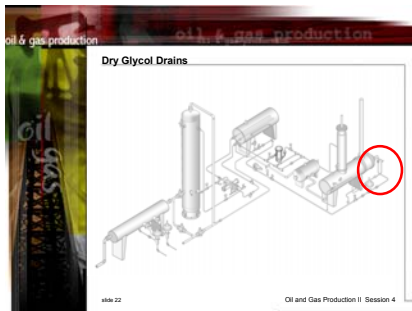 oil & gas production
oil & gas production
Dry Glycol Drains
oil
gas
slide 22
Oil and Gas Production II Session 4